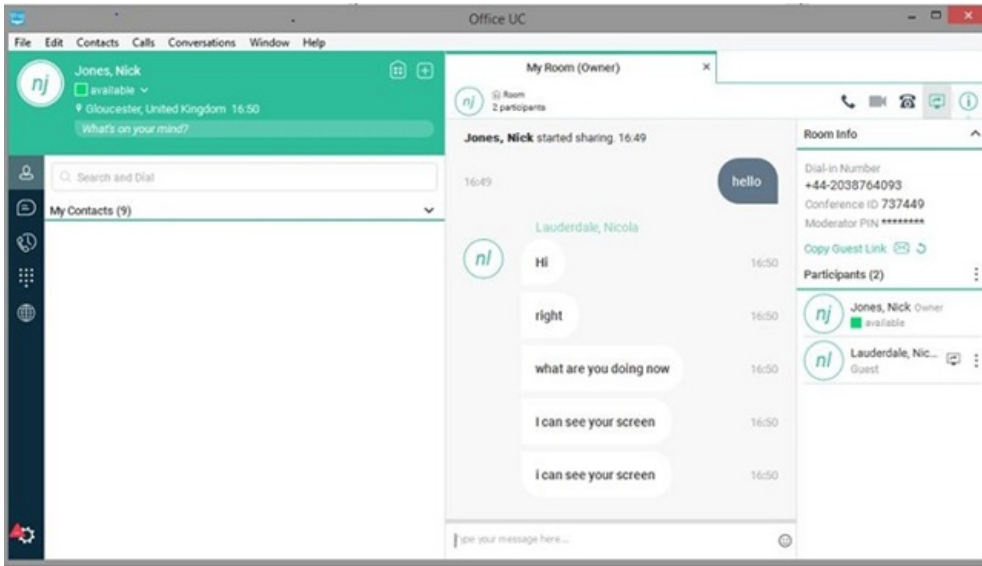 Office UC
File Edit Contacts Calls Conversations Window Help
nj
Jones, Nick
available
Gloucester, United Kingdom 16:50
What's on your mind?
Search and Dial
My Contacts (9)
My Room (Owner)
nj
Room
2 participants
Jones, Nick started sharing. 16:49
16:49 hello
Lauderdale, Nicola
nl
Hi 16:50
right 16:50
what are you doing now 16:50
I can see your screen 16:50
i can see your screen 16:50
Type your message here...
Room Info
Dial-in Number
+44-2038764093
Conference ID 737449
Moderator PIN ********
Copy Guest Link
Participants (2)
nj
Jones, Nick Owner
available
nl
Lauderdale, Nic...
Guest